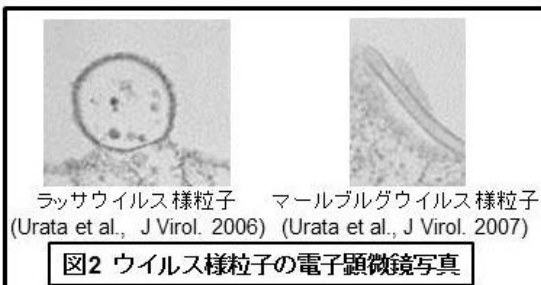 ラッサウイルス様粒子
(Urata et al., J Virol. 2006)
マールブルグウイルス様粒子
(Urata et al., J Virol. 2007)
図2 ウイルス様粒子の電子顕微鏡写真